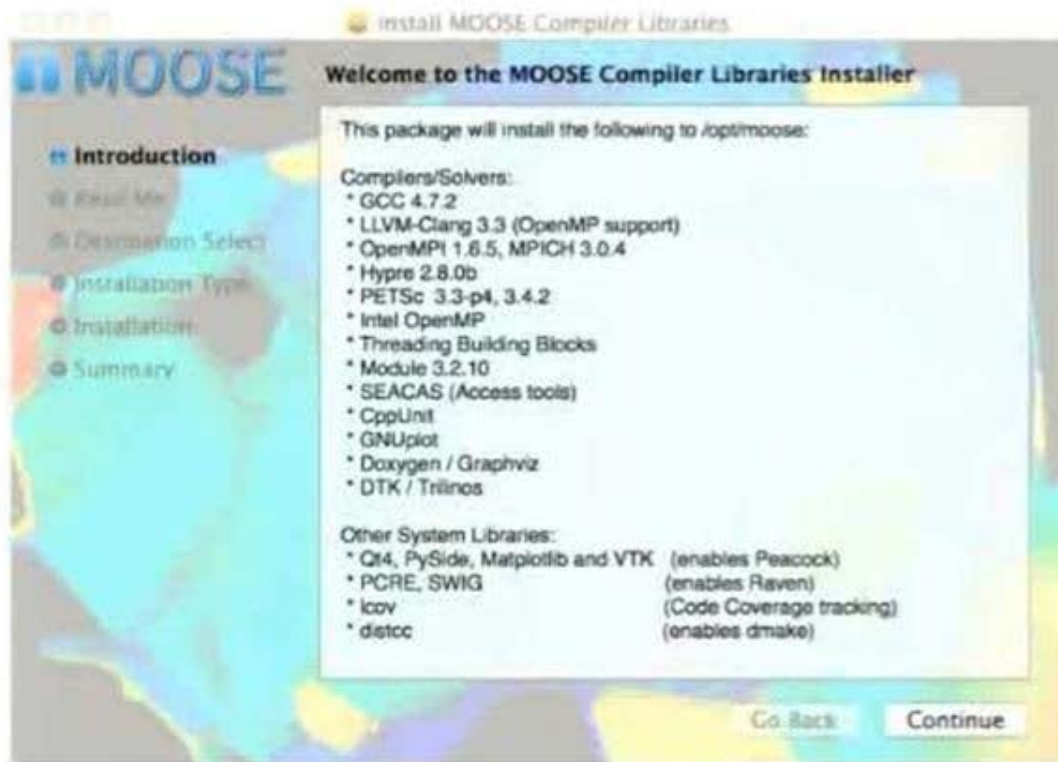 Install MOOSE Compiler Libraries
MOOSE
Welcome to the MOOSE Compiler Libraries Installer
Introduction
Read Me
Destination Select
Installation Type
Installation
Summary
This package will install the following to /opt/moose:
Compilers/Solvers:
* GCC 4.7.2
* LLVM-Clang 3.3 (OpenMP support)
* OpenMPI 1.6.5, MPICH 3.0.4
* Hypre 2.8.0b
* PETSc 3.3-p4, 3.4.2
* Intel OpenMP
* Threading Building Blocks
* Module 3.2.10
* SEACAS (Access tools)
* CppUnit
* GNUplot
* Doxygen / Graphviz
* DTK / Trilinos
Other System Libraries:
* Qt4, PySide, Matplotlib and VTK (enables Peacock)
* PCRE, SWIG (enables Raven)
* lcov (Code Coverage tracking)
* distcc (enables dmake)
Go Back Continue